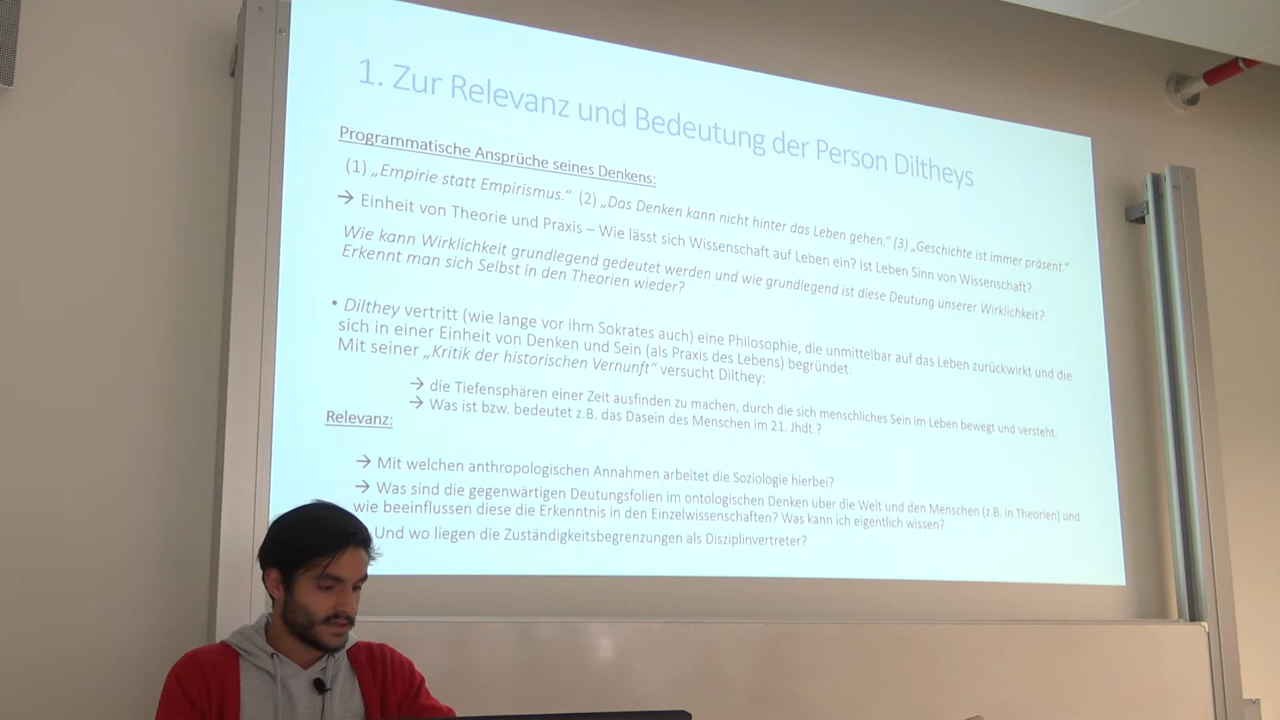 1. Zur Relevanz und Bedeutung der Person Diltheys
Programmatische Ansprüche seines Denkens:
(1) „Empirie statt Empirismus.“ (2) „Das Denken kann nicht hinter das Leben gehen.“ (3) „Geschichte ist immer präsent.“
→ Einheit von Theorie und Praxis – Wie lässt sich Wissenschaft auf Leben ein? Ist Leben Sinn von Wissenschaft?
Wie kann Wirklichkeit grundlegend gedeutet werden und wie grundlegend ist diese Deutung unserer Wirklichkeit?
Erkennt man sich Selbst in den Theorien wieder?
• Dilthey vertritt (wie lange vor ihm Sokrates auch) eine Philosophie, die unmittelbar auf das Leben zurückwirkt und die
sich in einer Einheit von Denken und Sein (als Praxis des Lebens) begründet.
Mit seiner „Kritik der historischen Vernunft“ versucht Dilthey:
→ die Tiefensphären einer Zeit ausfinden zu machen, durch die sich menschliches Sein im Leben bewegt und versteht.
→ Was ist bzw. bedeutet z.B. das Dasein des Menschen im 21. Jhdt.?
Relevanz:
→ Mit welchen anthropologischen Annahmen arbeitet die Soziologie hierbei?
→ Was sind die gegenwärtigen Deutungsfolien im ontologischen Denken über die Welt und den Menschen (z.B. in Theorien) und
wie beeinflussen diese die Erkenntnis in den Einzelwissenschaften? Was kann ich eigentlich wissen?
Und wo liegen die Zuständigkeitsbegrenzungen als Disziplinvertreter?